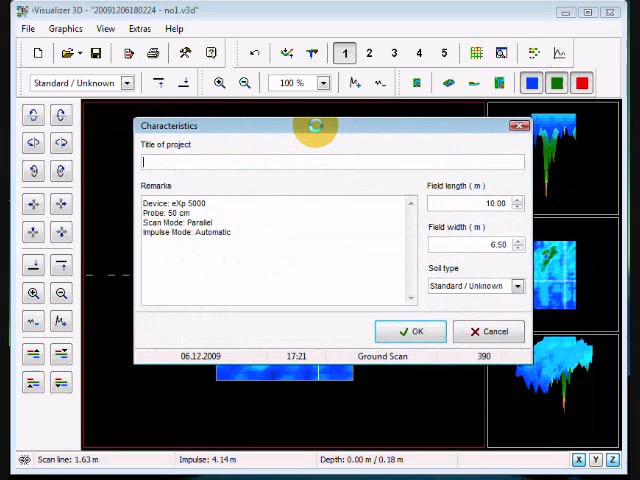 Visualizer 3D - "20091206180224 - no1.v3d"
File Graphics View Extras Help
1 2 3 4 5
Standard / Unknown
100 %
Characteristics
Title of project
Remarks
Device: eXp 5000
Probe: 50 cm
Scan Mode: Parallel
Impulse Mode: Automatic
Field length ( m )
10.00
Field width ( m )
6.50
Soil type
Standard / Unknown
OK Cancel
06.12.2009 17:21 Ground Scan 390
Scan line: 1.63 m Impulse: 4.14 m Depth: 0.00 m / 0.18 m X Y Z